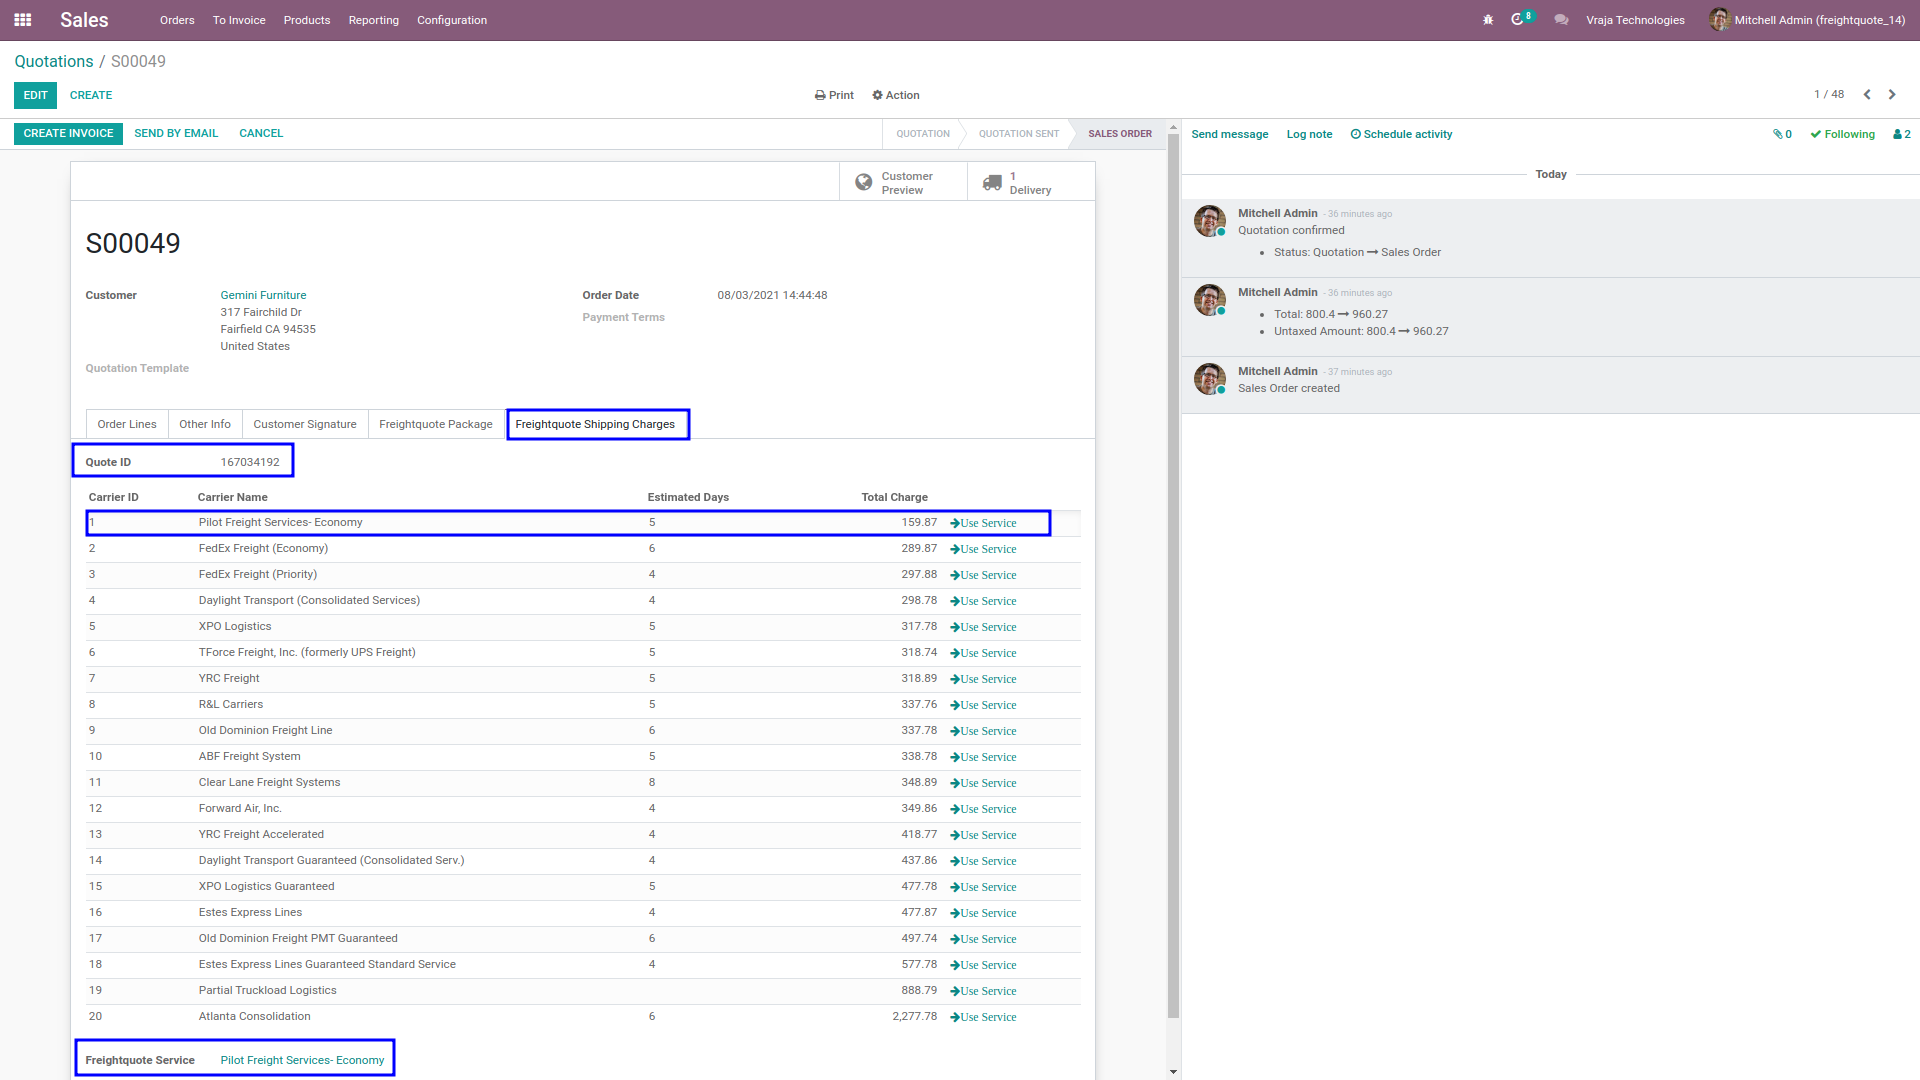 Sales Orders To Invoice Products Reporting Configuration 8 Vraja Technologies Mitchell Admin (freightquote_14)
Quotations / S00049
EDIT CREATE Print Action 1 / 48
CREATE INVOICE SEND BY EMAIL CANCEL QUOTATION QUOTATION SENT SALES ORDER
Customer Preview
1 Delivery
S00049
Customer Gemini Furniture
317 Fairchild Dr
Fairfield CA 94535
United States
Order Date 08/03/2021 14:44:48
Payment Terms
Quotation Template
Order Lines Other Info Customer Signature Freightquote Package Freightquote Shipping Charges
Quote ID 167034192
Carrier ID Carrier Name Estimated Days Total Charge
1 Pilot Freight Services- Economy 5 159.87 Use Service
2 FedEx Freight (Economy) 6 289.87 Use Service
3 FedEx Freight (Priority) 4 297.88 Use Service
4 Daylight Transport (Consolidated Services) 4 298.78 Use Service
5 XPO Logistics 5 317.78 Use Service
6 TForce Freight, Inc. (formerly UPS Freight) 5 318.74 Use Service
7 YRC Freight 5 318.89 Use Service
8 R&L Carriers 5 337.76 Use Service
9 Old Dominion Freight Line 6 337.78 Use Service
10 ABF Freight System 5 338.78 Use Service
11 Clear Lane Freight Systems 8 348.89 Use Service
12 Forward Air, Inc. 4 349.86 Use Service
13 YRC Freight Accelerated 4 418.77 Use Service
14 Daylight Transport Guaranteed (Consolidated Serv.) 4 437.86 Use Service
15 XPO Logistics Guaranteed 5 477.78 Use Service
16 Estes Express Lines 4 477.87 Use Service
17 Old Dominion Freight PMT Guaranteed 6 497.74 Use Service
18 Estes Express Lines Guaranteed Standard Service 4 577.78 Use Service
19 Partial Truckload Logistics 888.79 Use Service
20 Atlanta Consolidation 6 2,277.78 Use Service
Freightquote Service Pilot Freight Services- Economy
Send message Log note Schedule activity 0 Following 2
Today
Mitchell Admin - 36 minutes ago
Quotation confirmed
• Status: Quotation → Sales Order
Mitchell Admin - 36 minutes ago
• Total: 800.4 → 960.27
• Untaxed Amount: 800.4 → 960.27
Mitchell Admin - 37 minutes ago
Sales Order created